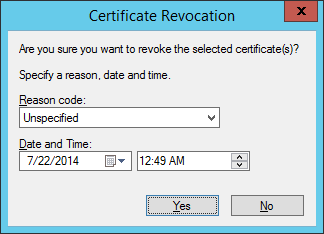 Certificate Revocation
x
Are you sure you want to revoke the selected certificate(s)?
Specify a reason, date and time.
Reason code:
Unspecified
Date and Time:
7/22/2014 12:49 AM
Yes No